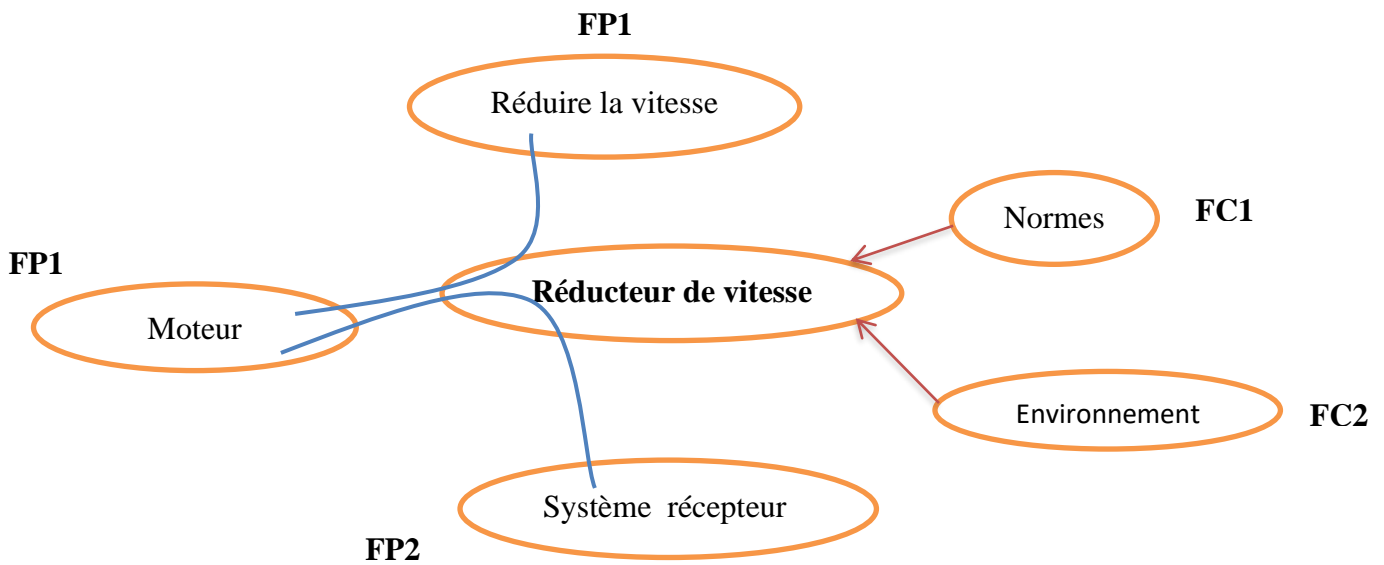 FP1
Réduire la vitesse
Normes
FC1
FP1
Réducteur de vitesse
Moteur
Environnement
FC2
Système récepteur
FP2